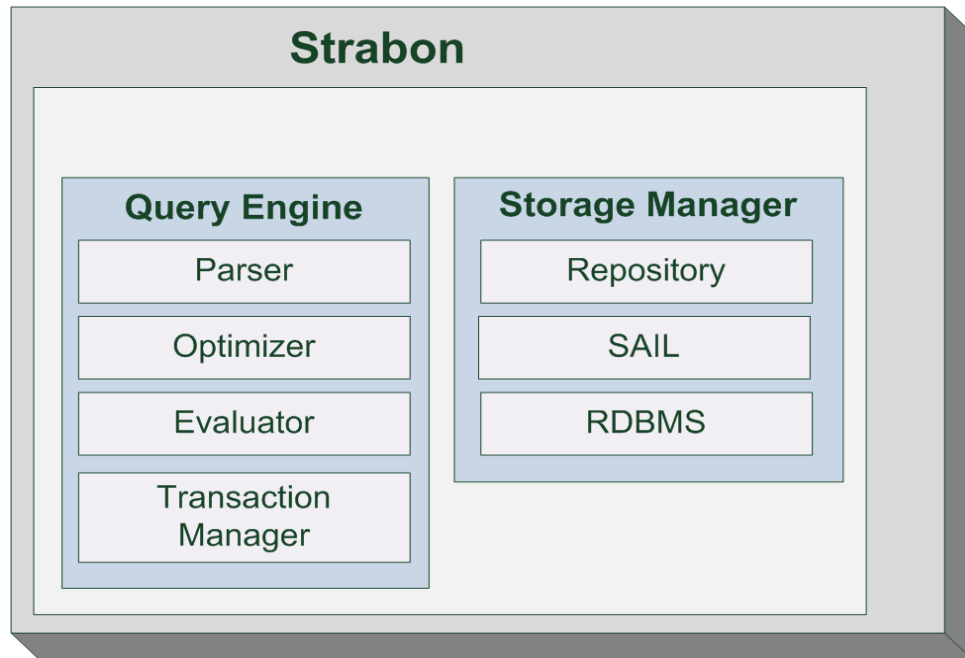 Strabon
Query Engine
Parser
Optimizer
Evaluator
Transaction
Manager
Storage Manager
Repository
SAIL
RDBMS